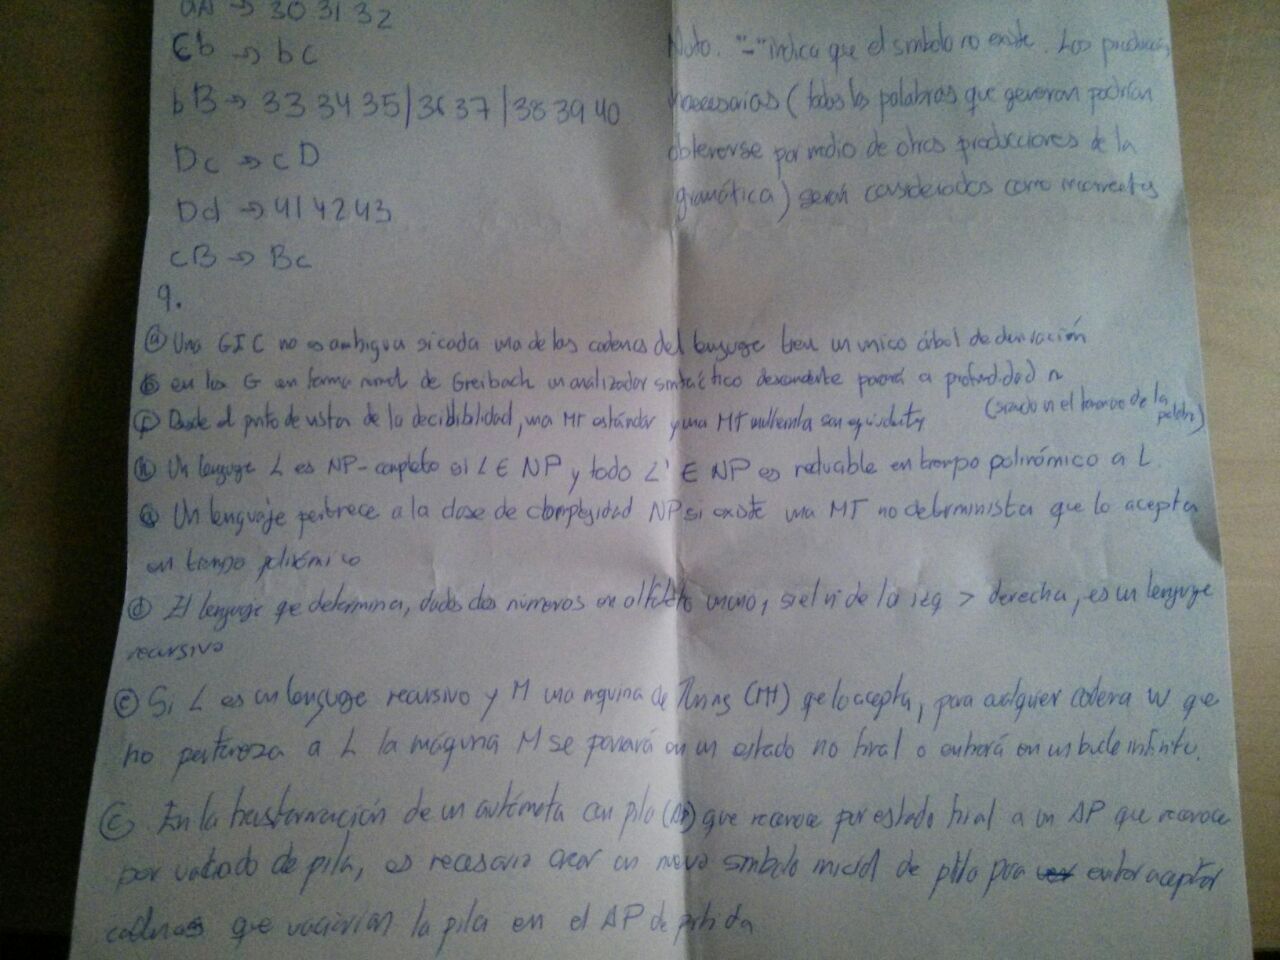 aA → 30 31 32
Cb → bC
bB → 33 34 35 | 36 37 | 38 39 40
Dc → cD
Dd → 41 42 43
cB → Bc
Nota. "-" indica que el simbolo no existe. Las
necesarias (todas las palabras que generan podrían
obtenerse por medio de otras producciones de la
gramática) serán considerados como incorrectas
9.
ⓐ Una GIC no es ambigua si cada una de las cadenas del lenguaje tiene un unico árbol de derivación
ⓑ en las G en forma normal de Greibach un analizador sintáctico descendente parará a profundidad n
(siendo n el tamaño de la palabra)
Desde el punto de vista de la decibilidad, una MT estándar y una MT multicinta son equivalentes
ⓗ Un lenguaje L es NP-completo si L ∈ NP y todo L' ∈ NP es reducible en tiempo polinómico a L.
Un lenguaje pertenece a la clase de complejidad NP si existe una MT no determinista que lo acepta
en tiempo polinómico
ⓓ El lenguaje que determina, dados dos números en alfabeto unario, si el nº de la izq > derecha, es un lenguaje
recursivo
ⓔ Si L es un lenguaje recursivo y M una máquina de Turing (MT) que lo acepta, para cualquier cadena w que
no pertenezca a L la máquina M se parará en un estado no final o entrará en un bucle infinito.
ⓒ En la transformación de un autómata con pila (AP) que reconoce por estado final a un AP que reconoce
por vaciado de pila, es necesario crear un nuevo simbolo inicial de pila para evitar aceptar
cadenas que vaciarían la pila en el AP de partida